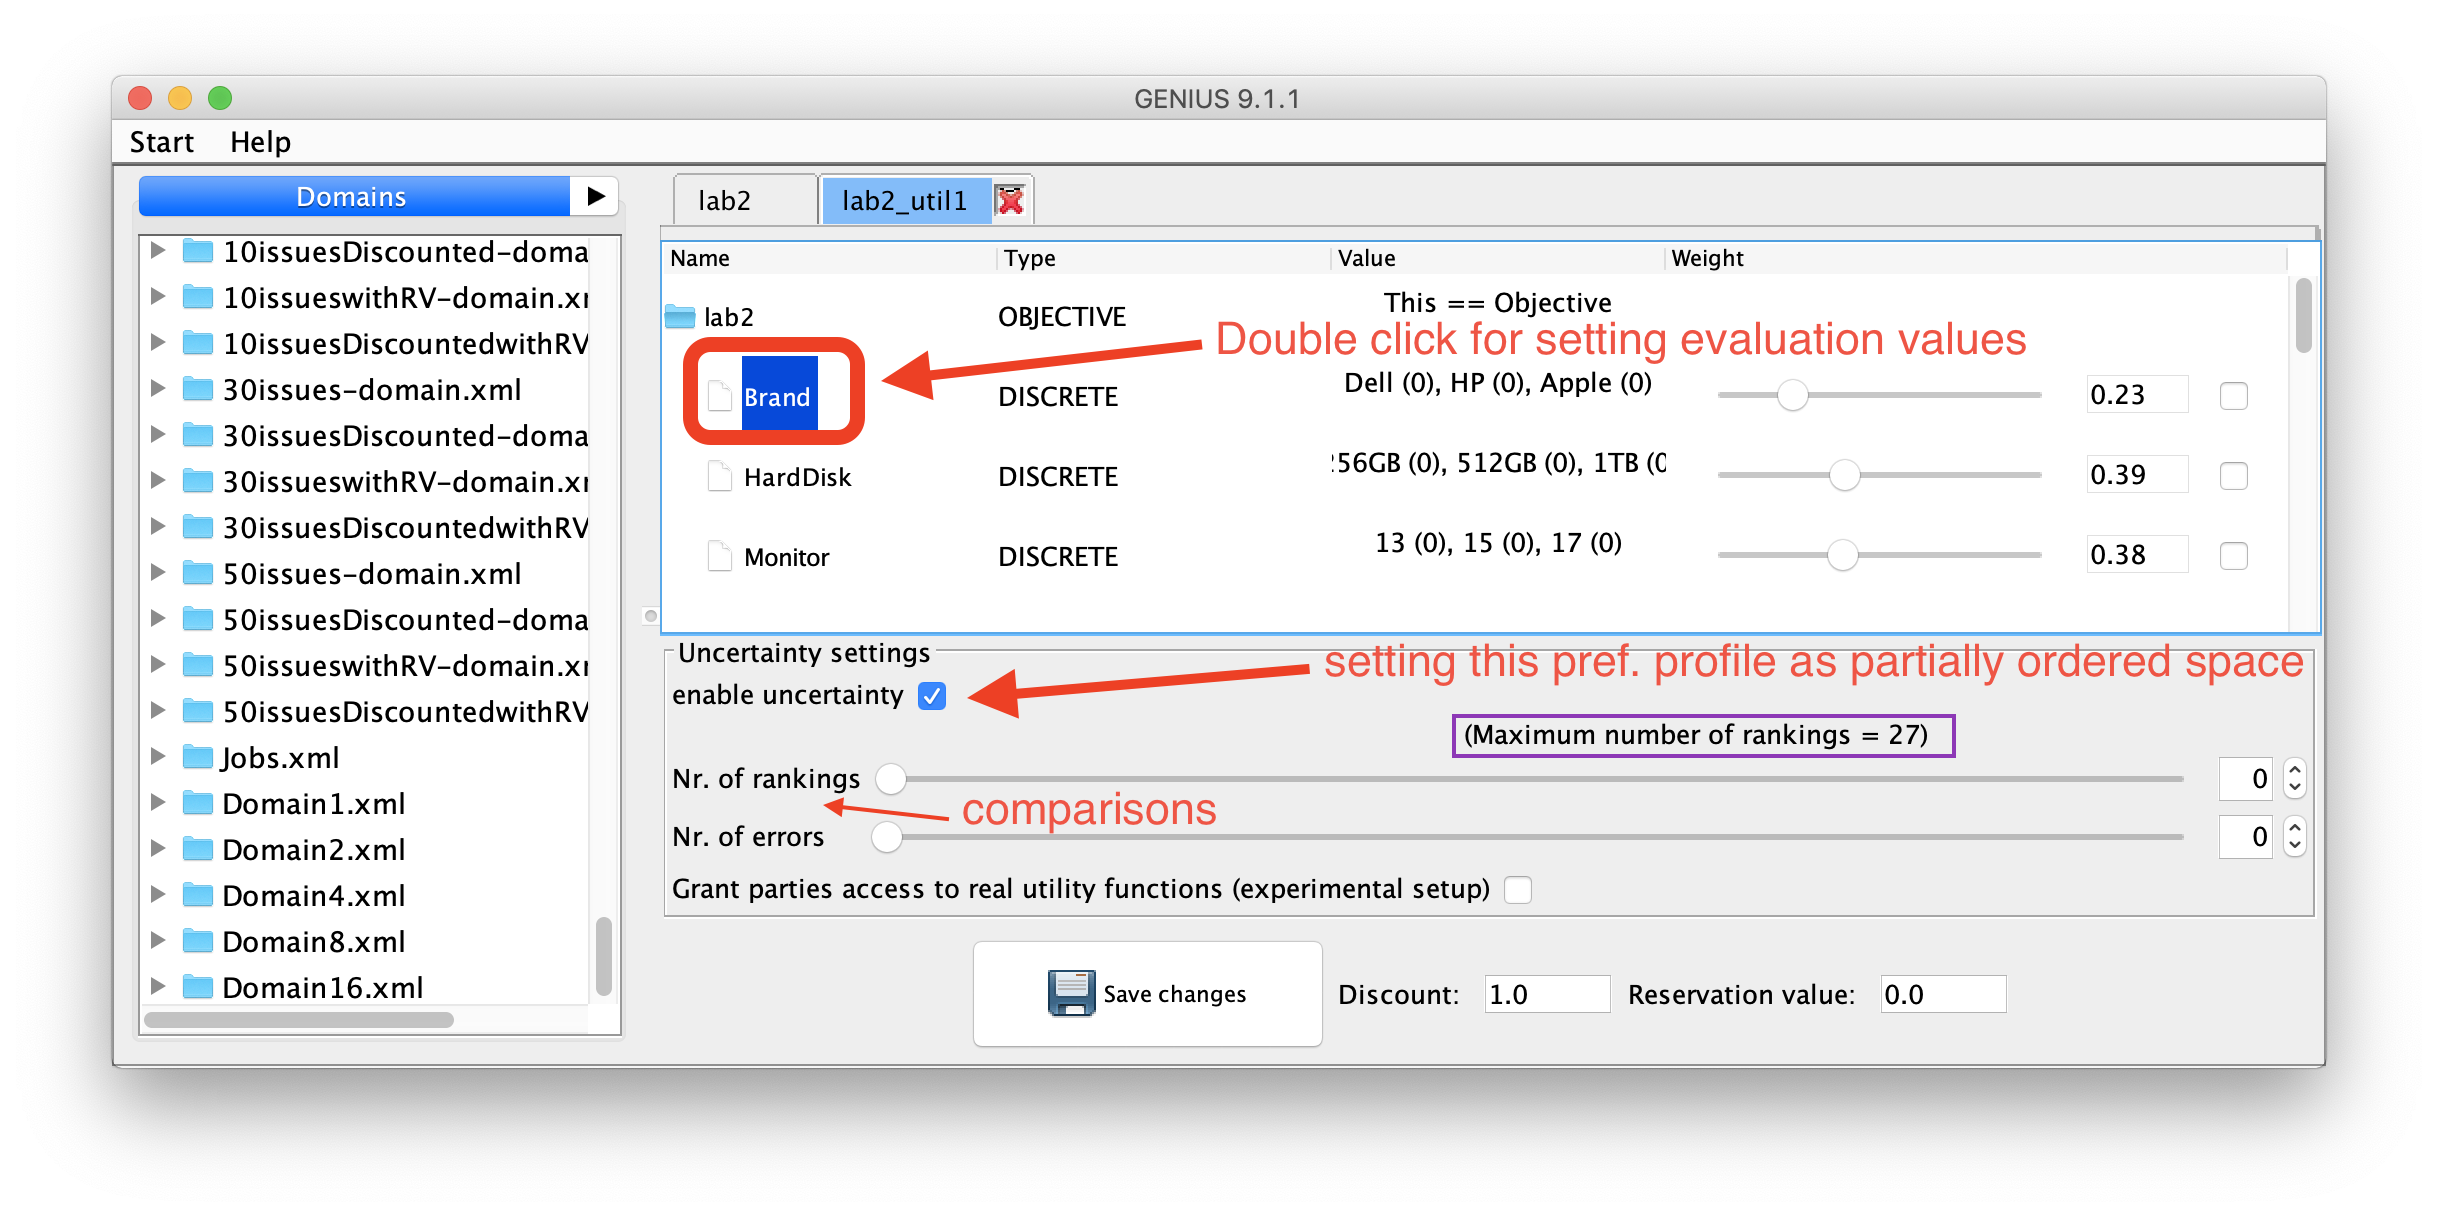 GENIUS 9.1.1
Start Help
Domains
10issuesDiscounted-doma
10issueswithRV-domain.xr
10issuesDiscountedwithRV
30issues-domain.xml
30issuesDiscounted-doma
30issueswithRV-domain.xr
30issuesDiscountedwithRV
50issues-domain.xml
50issuesDiscounted-doma
50issueswithRV-domain.xr
50issuesDiscountedwithRV
Jobs.xml
Domain1.xml
Domain2.xml
Domain4.xml
Domain8.xml
Domain16.xml
lab2 lab2_util1
Name Type Value Weight
lab2 OBJECTIVE This == Objective
Double click for setting evaluation values
Brand DISCRETE Dell (0), HP (0), Apple (0) 0.23
HardDisk DISCRETE 256GB (0), 512GB (0), 1TB (0 0.39
Monitor DISCRETE 13 (0), 15 (0), 17 (0) 0.38
Uncertainty settings
setting this pref. profile as partially ordered space
enable uncertainty
(Maximum number of rankings = 27)
Nr. of rankings 0
comparisons
Nr. of errors 0
Grant parties access to real utility functions (experimental setup)
Save changes Discount: 1.0 Reservation value: 0.0